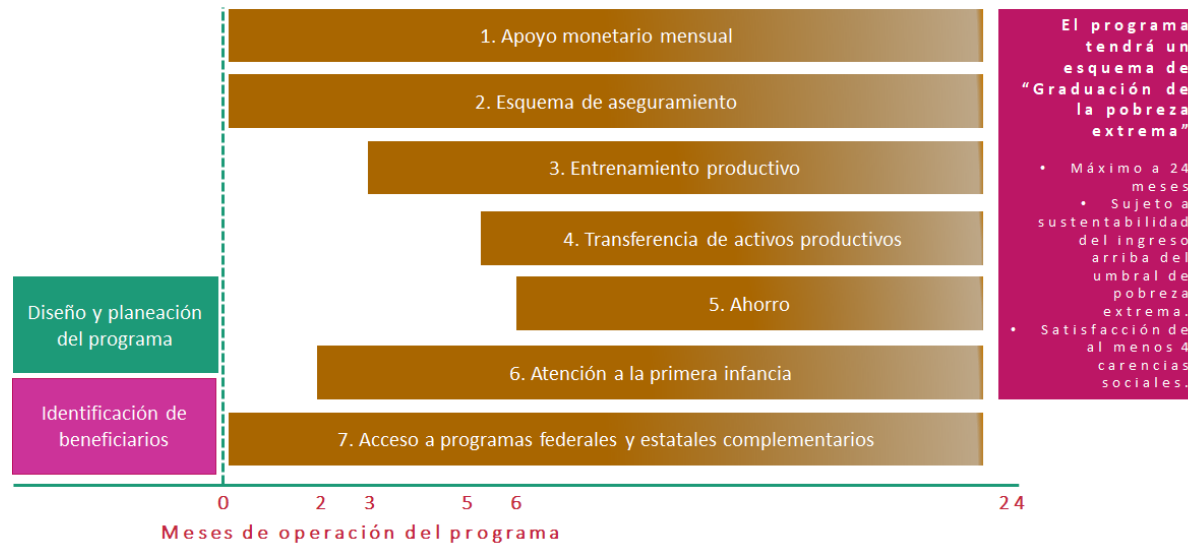 1. Apoyo monetario mensual
2. Esquema de aseguramiento
3. Entrenamiento productivo
4. Transferencia de activos productivos
5. Ahorro
6. Atención a la primera infancia
7. Acceso a programas federales y estatales complementarios
Diseño y planeación
del programa
Identificación de
beneficiarios
0 2 3 5 6 24
Meses de operación del programa
El programa
tendrá un
esquema de
“Graduación de
la pobreza
extrema”
• Máximo a 24
meses
• Sujeto a
sustentabilidad
del ingreso
arriba del
umbral de
pobreza
extrema.
• Satisfacción de
al menos 4
carencias
sociales.